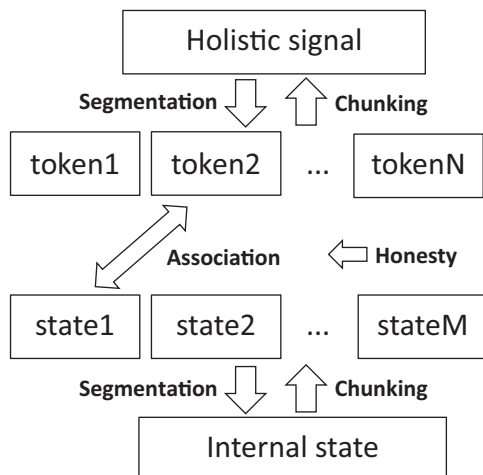 Holistic signal
Segmentation Chunking
token1 token2 ... tokenN
Association Honesty
state1 state2 ... stateM
Segmentation Chunking
Internal state